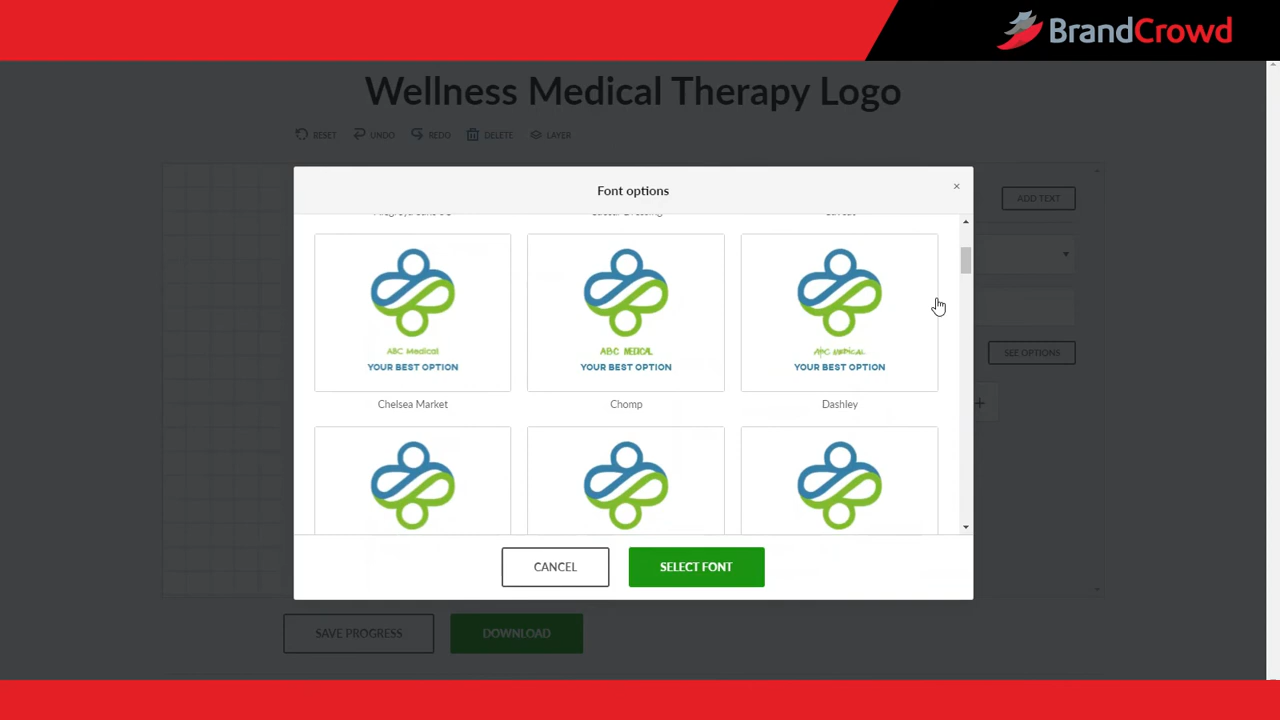 BrandCrowd
Wellness Medical Therapy Logo
RESET UNDO REDO DELETE LAYER
Font options
×
ADD TEXT
ABC Medical
YOUR BEST OPTION
ABC MEDICAL
YOUR BEST OPTION
ABC MEDICAL
YOUR BEST OPTION
SEE OPTIONS
Chelsea Market
Chomp
Dashley
CANCEL
SELECT FONT
SAVE PROGRESS
DOWNLOAD